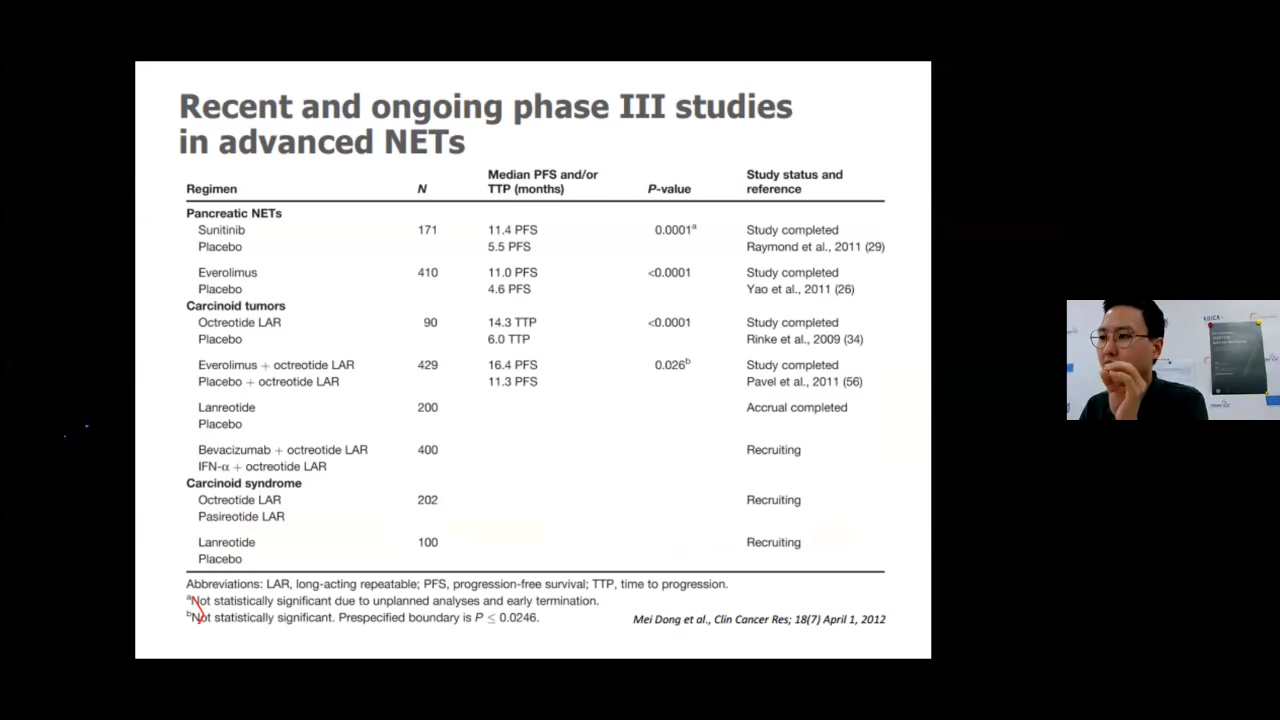 Recent and ongoing phase III studies
in advanced NETs
Regimen N Median PFS and/or TTP (months) P-value Study status and reference
Pancreatic NETs
Sunitinib 171 11.4 PFS 0.0001a Study completed
Placebo 5.5 PFS Raymond et al., 2011 (29)
Everolimus 410 11.0 PFS <0.0001 Study completed
Placebo 4.6 PFS Yao et al., 2011 (26)
Carcinoid tumors
Octreotide LAR 90 14.3 TTP <0.0001 Study completed
Placebo 6.0 TTP Rinke et al., 2009 (34)
Everolimus + octreotide LAR 429 16.4 PFS 0.026b Study completed
Placebo + octreotide LAR 11.3 PFS Pavel et al., 2011 (56)
Lanreotide 200 Accrual completed
Placebo
Bevacizumab + octreotide LAR 400 Recruiting
IFN-α + octreotide LAR
Carcinoid syndrome
Octreotide LAR 202 Recruiting
Pasireotide LAR
Lanreotide 100 Recruiting
Placebo
Abbreviations: LAR, long-acting repeatable; PFS, progression-free survival; TTP, time to progression.
aNot statistically significant due to unplanned analyses and early termination.
bNot statistically significant. Prespecified boundary is P ≤ 0.0246.
Mei Dong et al., Clin Cancer Res; 18(7) April 1, 2012